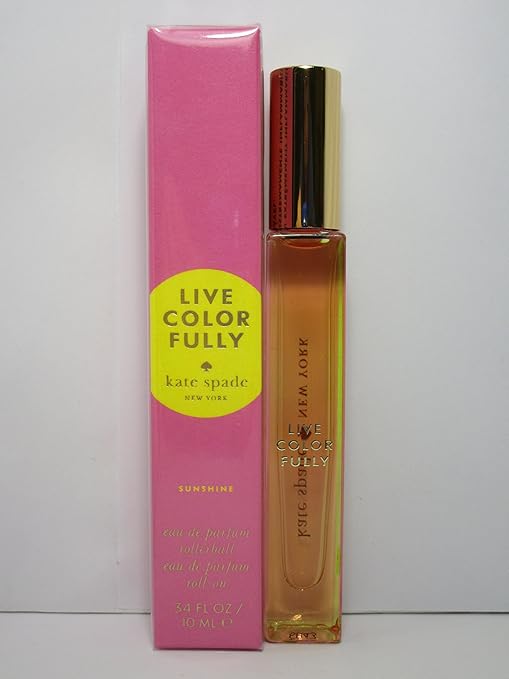 LIVE
COLOR
FULLY
kate spade
NEW YORK
SUNSHINE
eau de parfum
rollerball
eau de parfum
roll-on
.34 FL OZ /
10 ML ℮
LIVE
COLOR
FULLY
kate spade NEW YORK